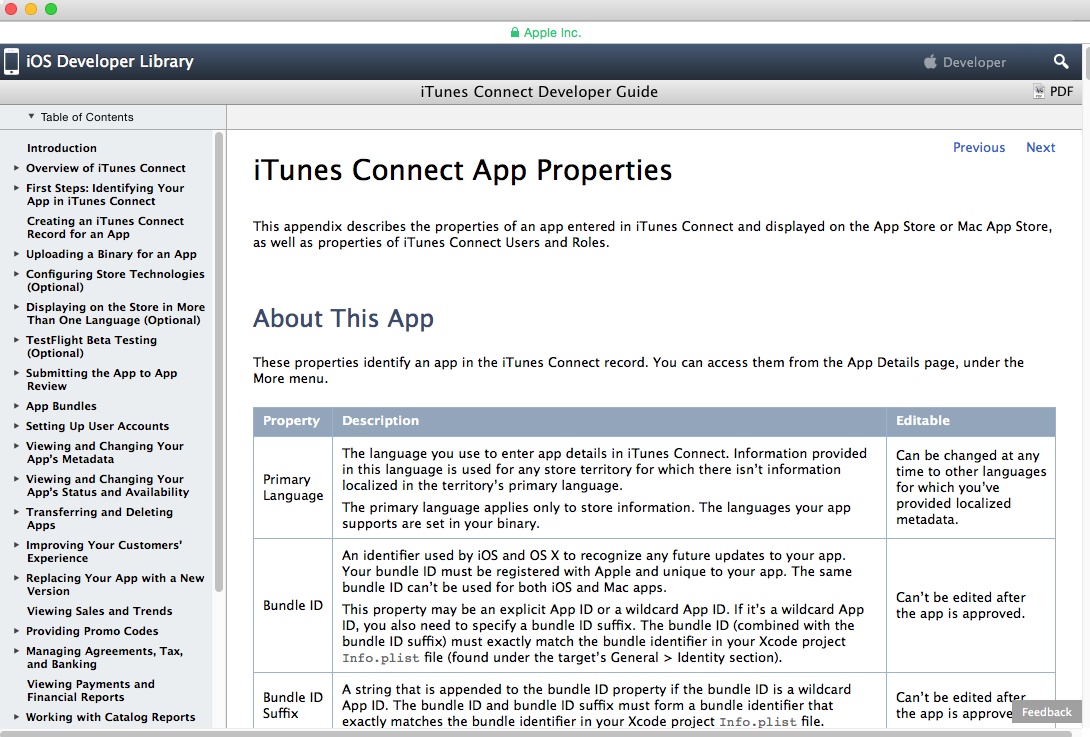 Apple Inc.
iOS Developer Library
Developer
iTunes Connect Developer Guide
PDF
Table of Contents
Introduction
Overview of iTunes Connect
First Steps: Identifying Your
App in iTunes Connect
Creating an iTunes Connect
Record for an App
Uploading a Binary for an App
Configuring Store Technologies
(Optional)
Displaying on the Store in More
Than One Language (Optional)
TestFlight Beta Testing
(Optional)
Submitting the App to App
Review
App Bundles
Setting Up User Accounts
Viewing and Changing Your
App’s Metadata
Viewing and Changing Your
App’s Status and Availability
Transferring and Deleting
Apps
Improving Your Customers’
Experience
Replacing Your App with a New
Version
Viewing Sales and Trends
Providing Promo Codes
Managing Agreements, Tax,
and Banking
Viewing Payments and
Financial Reports
Working with Catalog Reports
Previous Next
iTunes Connect App Properties
This appendix describes the properties of an app entered in iTunes Connect and displayed on the App Store or Mac App Store,
as well as properties of iTunes Connect Users and Roles.
About This App
These properties identify an app in the iTunes Connect record. You can access them from the App Details page, under the
More menu.
Property Description Editable
Primary
Language
The language you use to enter app details in iTunes Connect. Information provided
in this language is used for any store territory for which there isn’t information
localized in the territory’s primary language.
The primary language applies only to store information. The languages your app
supports are set in your binary.
Can be changed at any
time to other languages
for which you’ve
provided localized
metadata.
Bundle ID
An identifier used by iOS and OS X to recognize any future updates to your app.
Your bundle ID must be registered with Apple and unique to your app. The same
bundle ID can’t be used for both iOS and Mac apps.
This property may be an explicit App ID or a wildcard App ID. If it’s a wildcard App
ID, you also need to specify a bundle ID suffix. The bundle ID (combined with the
bundle ID suffix) must exactly match the bundle identifier in your Xcode project
Info.plist file (found under the target’s General > Identity section).
Can’t be edited after
the app is approved.
Bundle ID
Suffix
A string that is appended to the bundle ID property if the bundle ID is a wildcard
App ID. The bundle ID and bundle ID suffix must form a bundle identifier that
exactly matches the bundle identifier in your Xcode project Info.plist file.
Can’t be edited after
the app is approve
Feedback